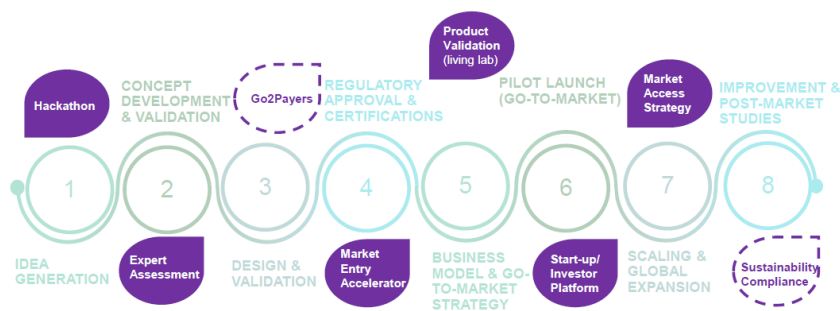 Hackathon
1
IDEA
GENERATION
CONCEPT
DEVELOPMENT
& VALIDATION
2
Expert
Assessment
Go2Payers
3
DESIGN &
VALIDATION
REGULATORY
APPROVAL &
CERTIFICATIONS
4
Market
Entry
Accelerator
Product
Validation
(living lab)
5
BUSINESS
MODEL & GO-
TO-MARKET
STRATEGY
PILOT LAUNCH
(GO-TO-MARKET)
6
Start-up/
Investor
Platform
Market
Access
Strategy
7
SCALING &
GLOBAL
EXPANSION
IMPROVEMENT &
POST-MARKET
STUDIES
8
Sustainability
Compliance